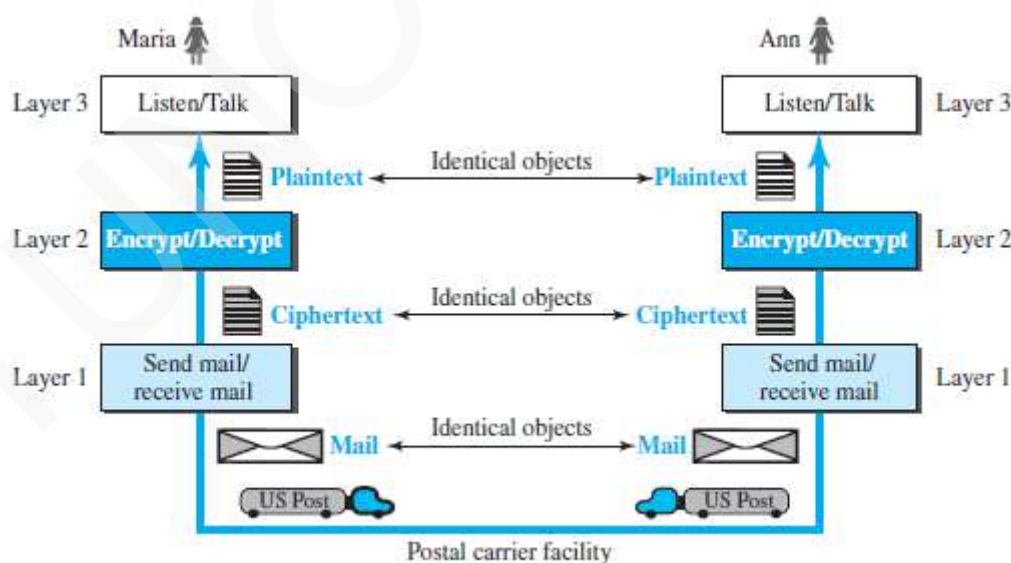 Maria
Ann
Layer 3
Listen/Talk
Listen/Talk
Layer 3
Plaintext
Identical objects
Plaintext
Layer 2
Encrypt/Decrypt
Encrypt/Decrypt
Layer 2
Ciphertext
Identical objects
Ciphertext
Layer 1
Send mail/
receive mail
Send mail/
receive mail
Layer 1
Mail
Identical objects
Mail
US Post
US Post
Postal carrier facility